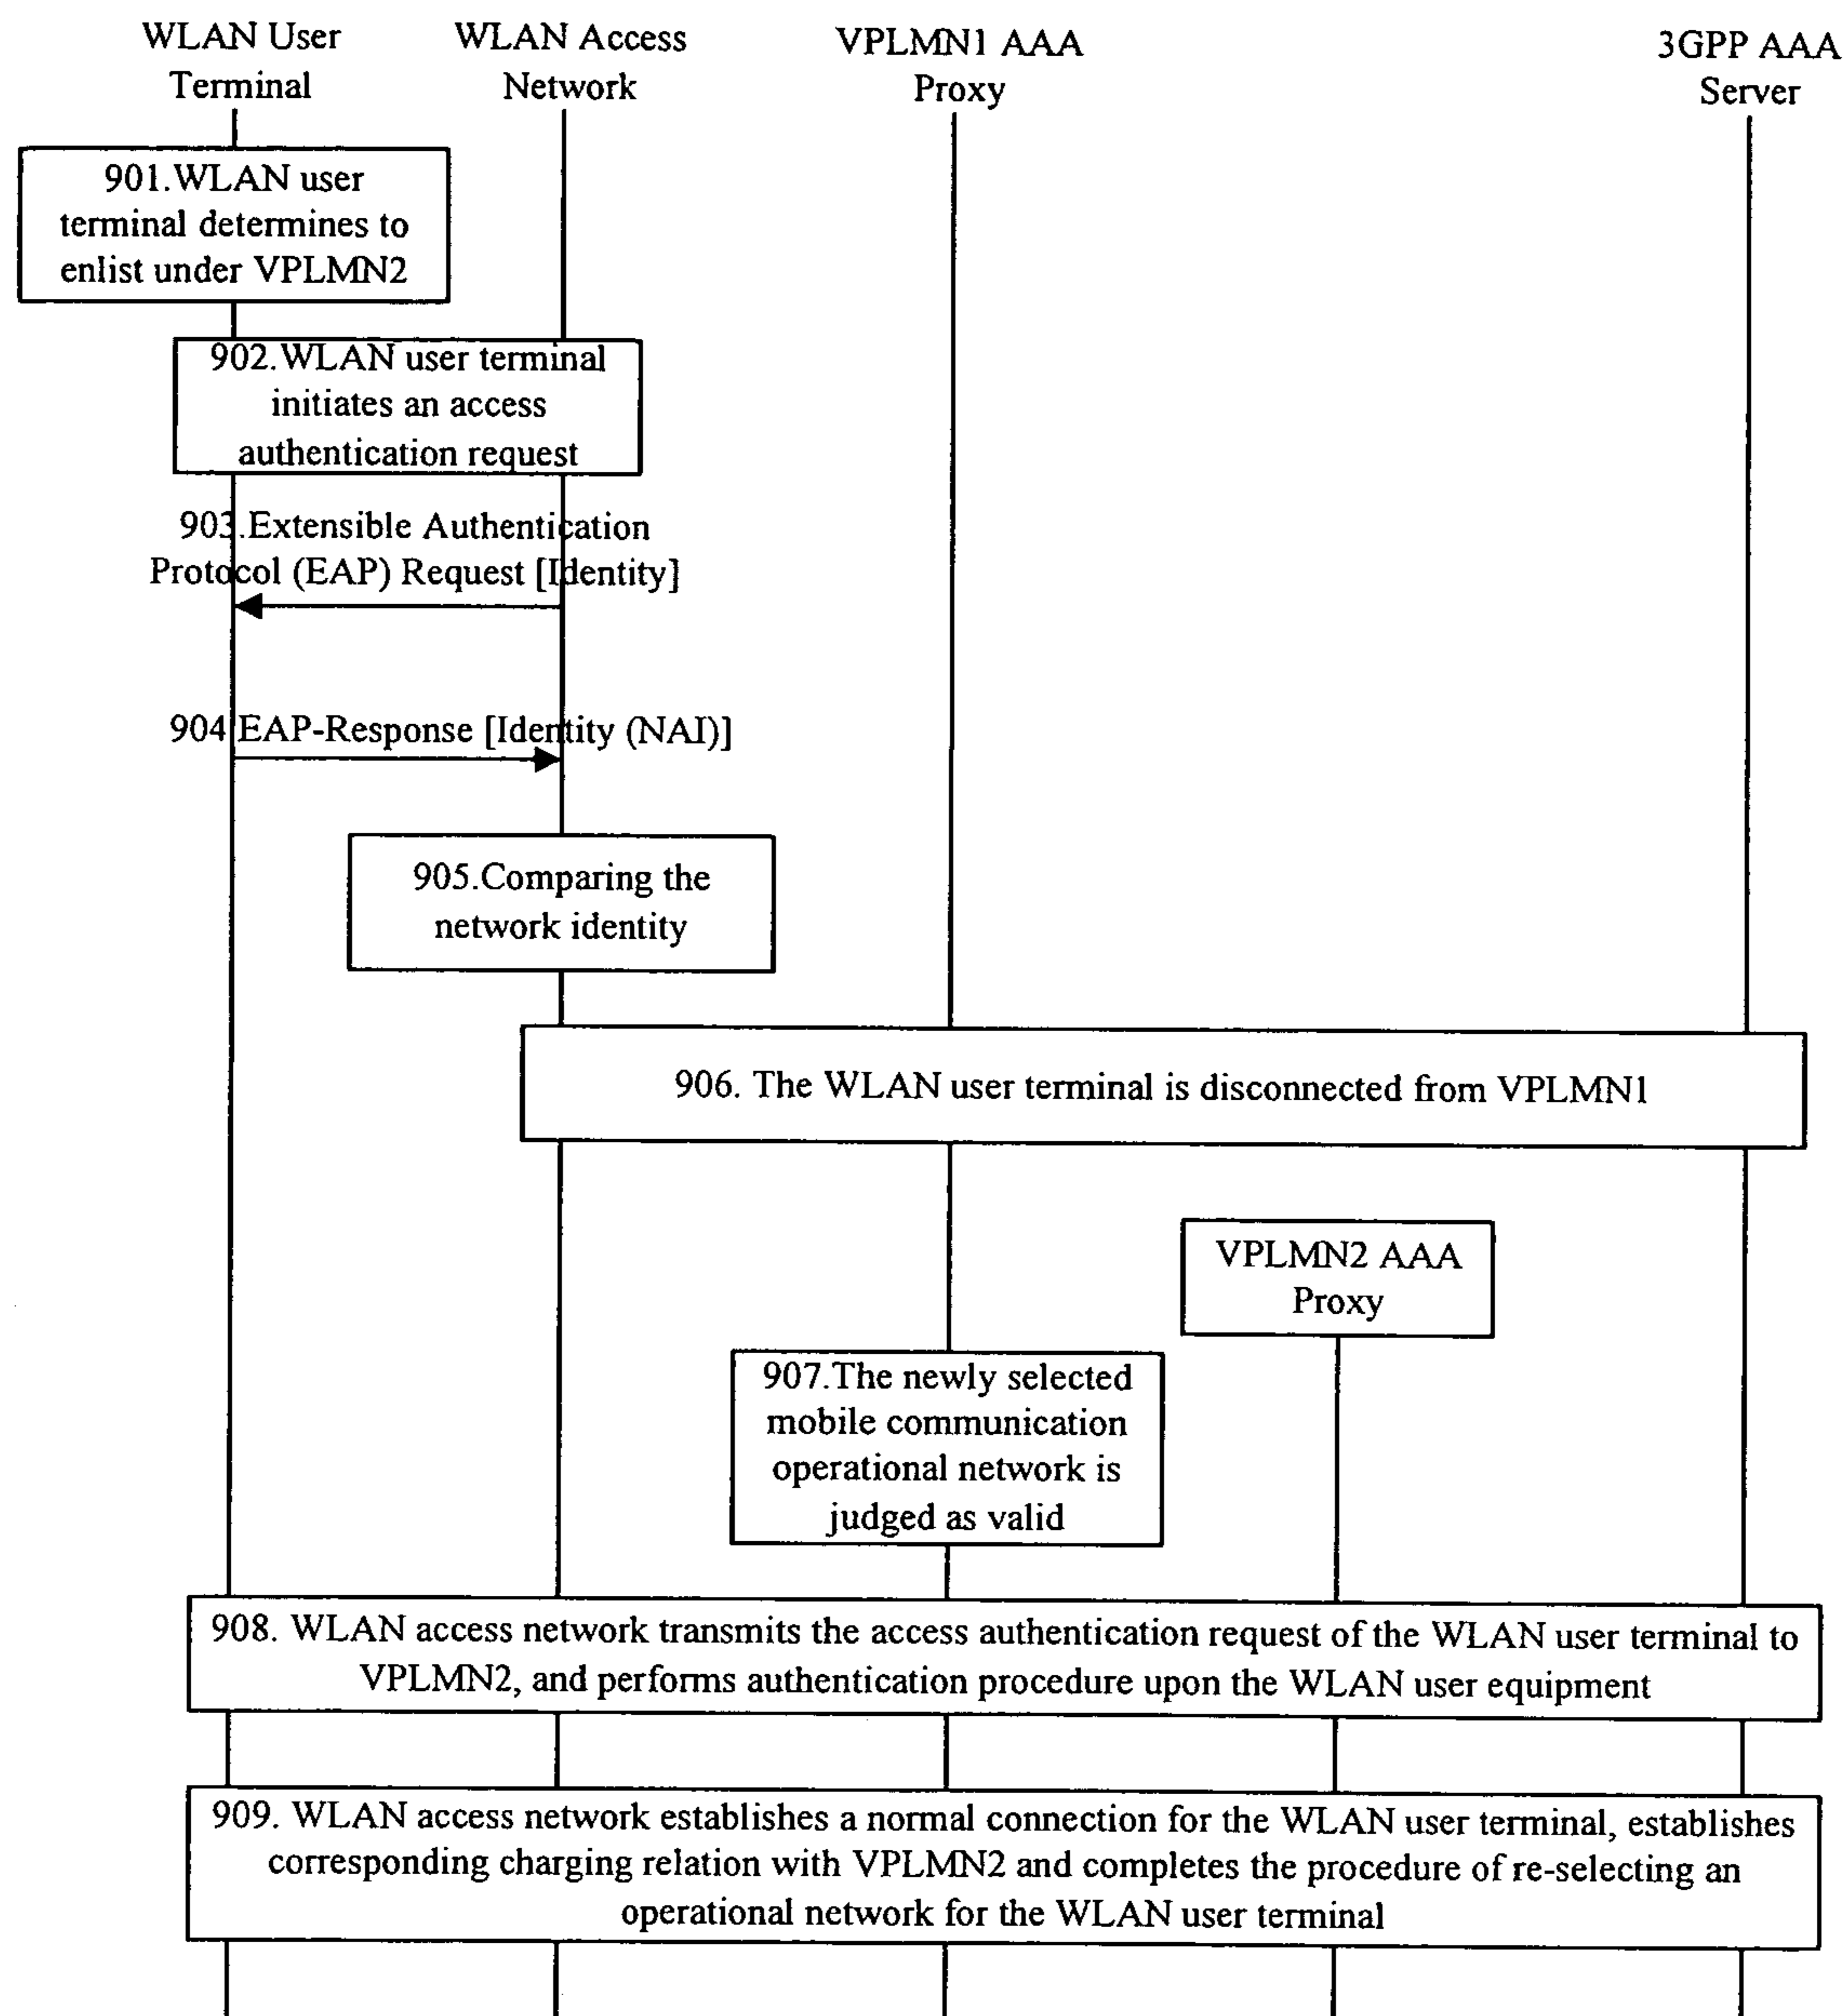 WLAN User
Terminal
WLAN Access
Network
VPLMN1 AAA
Proxy
3GPP AAA
Server
901.WLAN user
terminal determines to
enlist under VPLMN2
902.WLAN user terminal
initiates an access
authentication request
903.Extensible Authentication
Protocol (EAP) Request [Identity]
904 EAP-Response [Identity (NAI)]
905.Comparing the
network identity
906. The WLAN user terminal is disconnected from VPLMN1
VPLMN2 AAA
Proxy
907.The newly selected
mobile communication
operational network is
judged as valid
908. WLAN access network transmits the access authentication request of the WLAN user terminal to
VPLMN2, and performs authentication procedure upon the WLAN user equipment
909. WLAN access network establishes a normal connection for the WLAN user terminal, establishes
corresponding charging relation with VPLMN2 and completes the procedure of re-selecting an
operational network for the WLAN user terminal